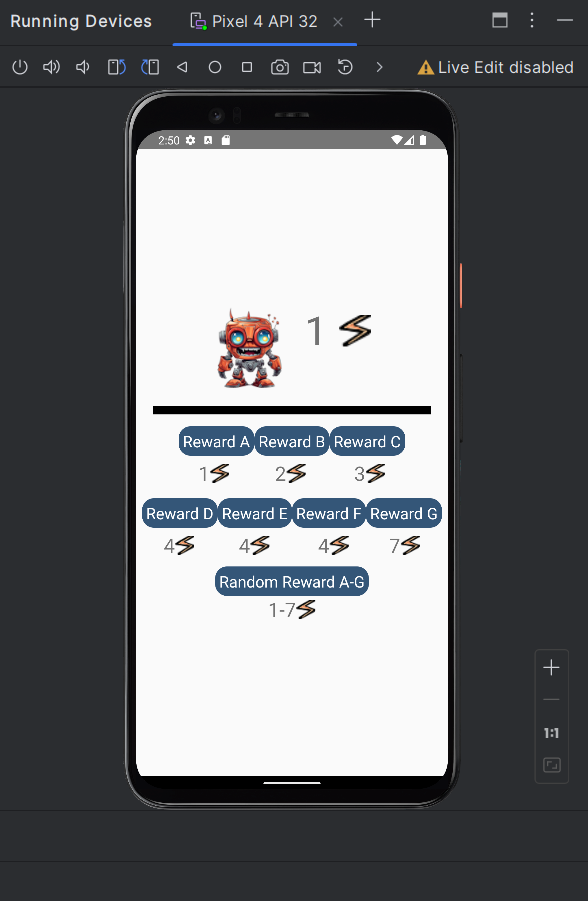 Running Devices
Pixel 4 API 32
Live Edit disabled
2:50
1
Reward A Reward B Reward C
1 2 3
Reward D Reward E Reward F Reward G
4 4 4 7
Random Reward A-G
1-7
1:1